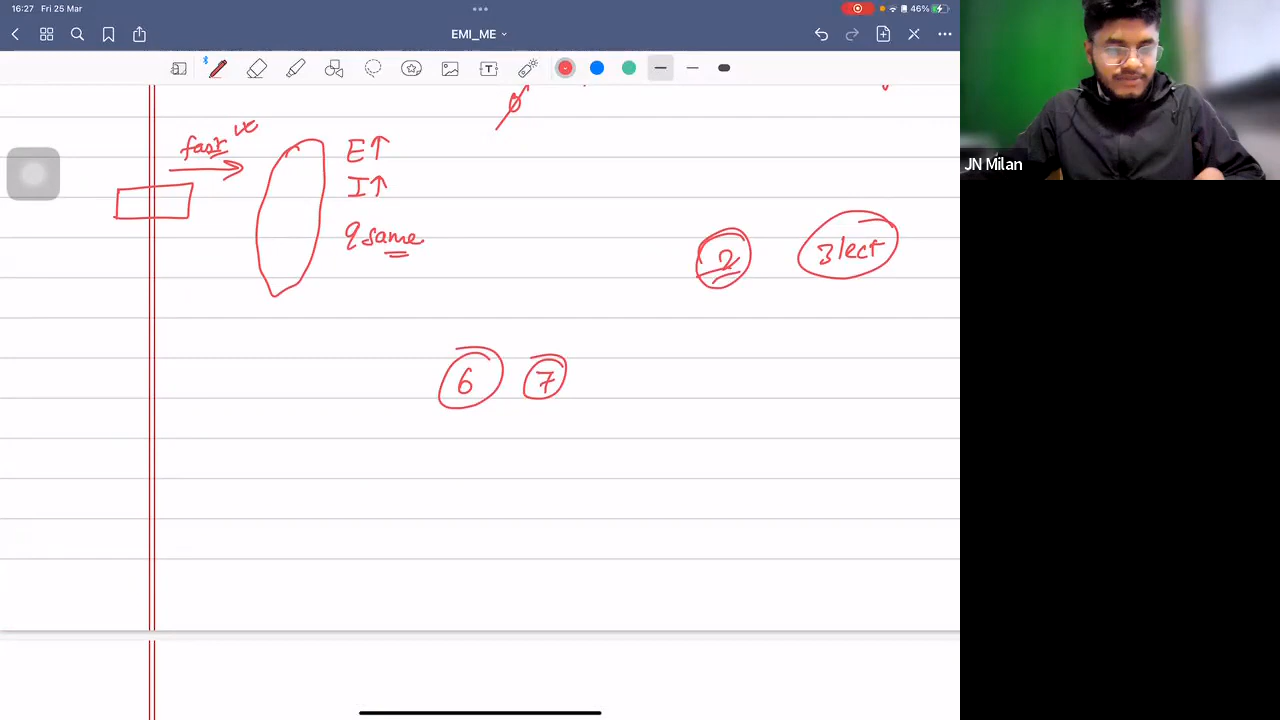 16:27 Fri 25 Mar
46%
EMI_ME
T
fast
E↑
I↑
q same
2
3 lect
6 7
JN Milan